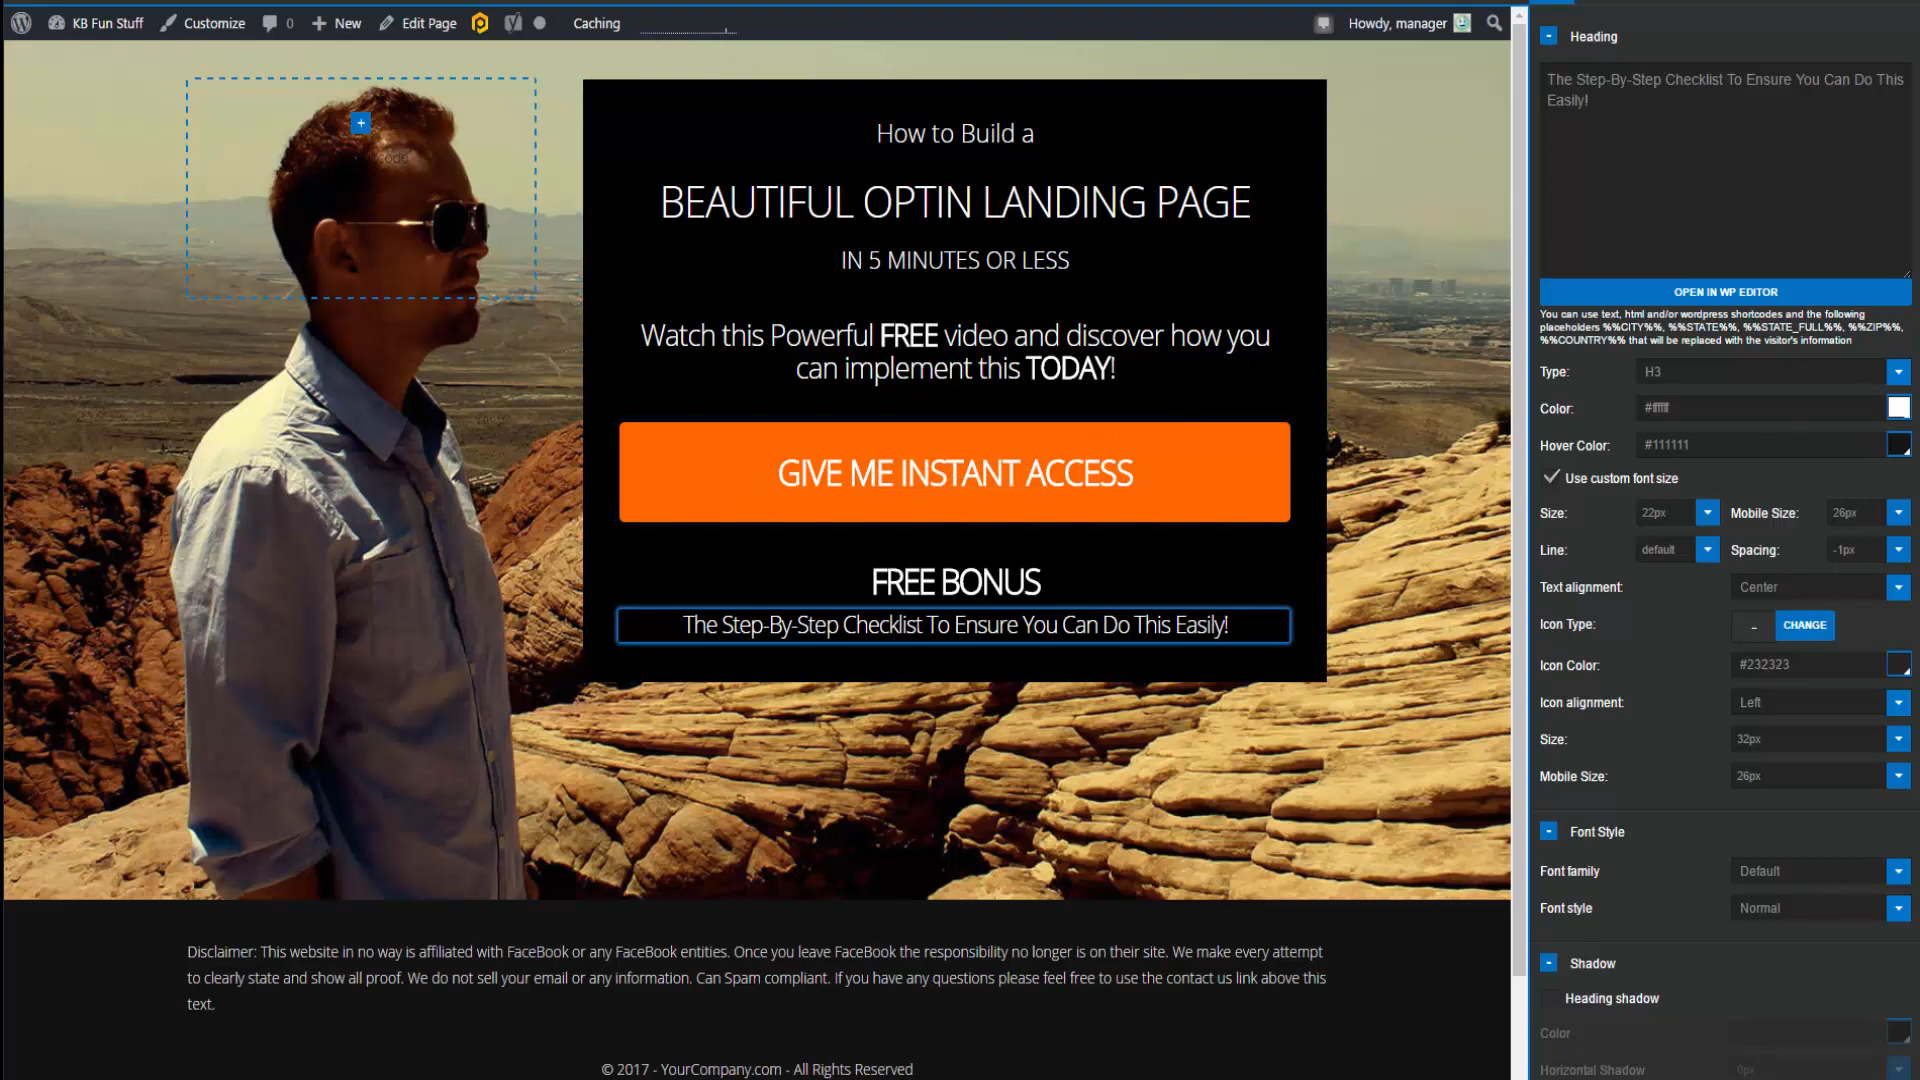 KB Fun Stuff
Customize
0
New
Edit Page
Caching
Howdy, manager
How to Build a
BEAUTIFUL OPTIN LANDING PAGE
IN 5 MINUTES OR LESS
Watch this Powerful FREE video and discover how you
can implement this TODAY!
GIVE ME INSTANT ACCESS
FREE BONUS
The Step-By-Step Checklist To Ensure You Can Do This Easily!
Disclaimer: This website in no way is affiliated with FaceBook or any FaceBook entities. Once you leave FaceBook the responsibility no longer is on their site. We make every attempt
to clearly state and show all proof. We do not sell your email or any information. Can Spam compliant. If you have any questions please feel free to use the contact us link above this
text.
© 2017 - YourCompany.com - All Rights Reserved
Heading
The Step-By-Step Checklist To Ensure You Can Do This
Easily!
OPEN IN WP EDITOR
You can use text, html and/or wordpress shortcodes and the following
placeholders %%CITY%%, %%STATE%%, %%STATE_FULL%%, %%ZIP%%,
%%COUNTRY%% that will be replaced with the visitor's information
Type: H3
Color: #ffffff
Hover Color: #111111
Use custom font size
Size: 22px Mobile Size: 26px
Line: default Spacing: -1px
Text alignment: Center
Icon Type: - CHANGE
Icon Color: #232323
Icon alignment: Left
Size: 32px
Mobile Size: 26px
Font Style
Font family Default
Font style Normal
Shadow
Heading shadow
Color
Horizontal Shadow 0px